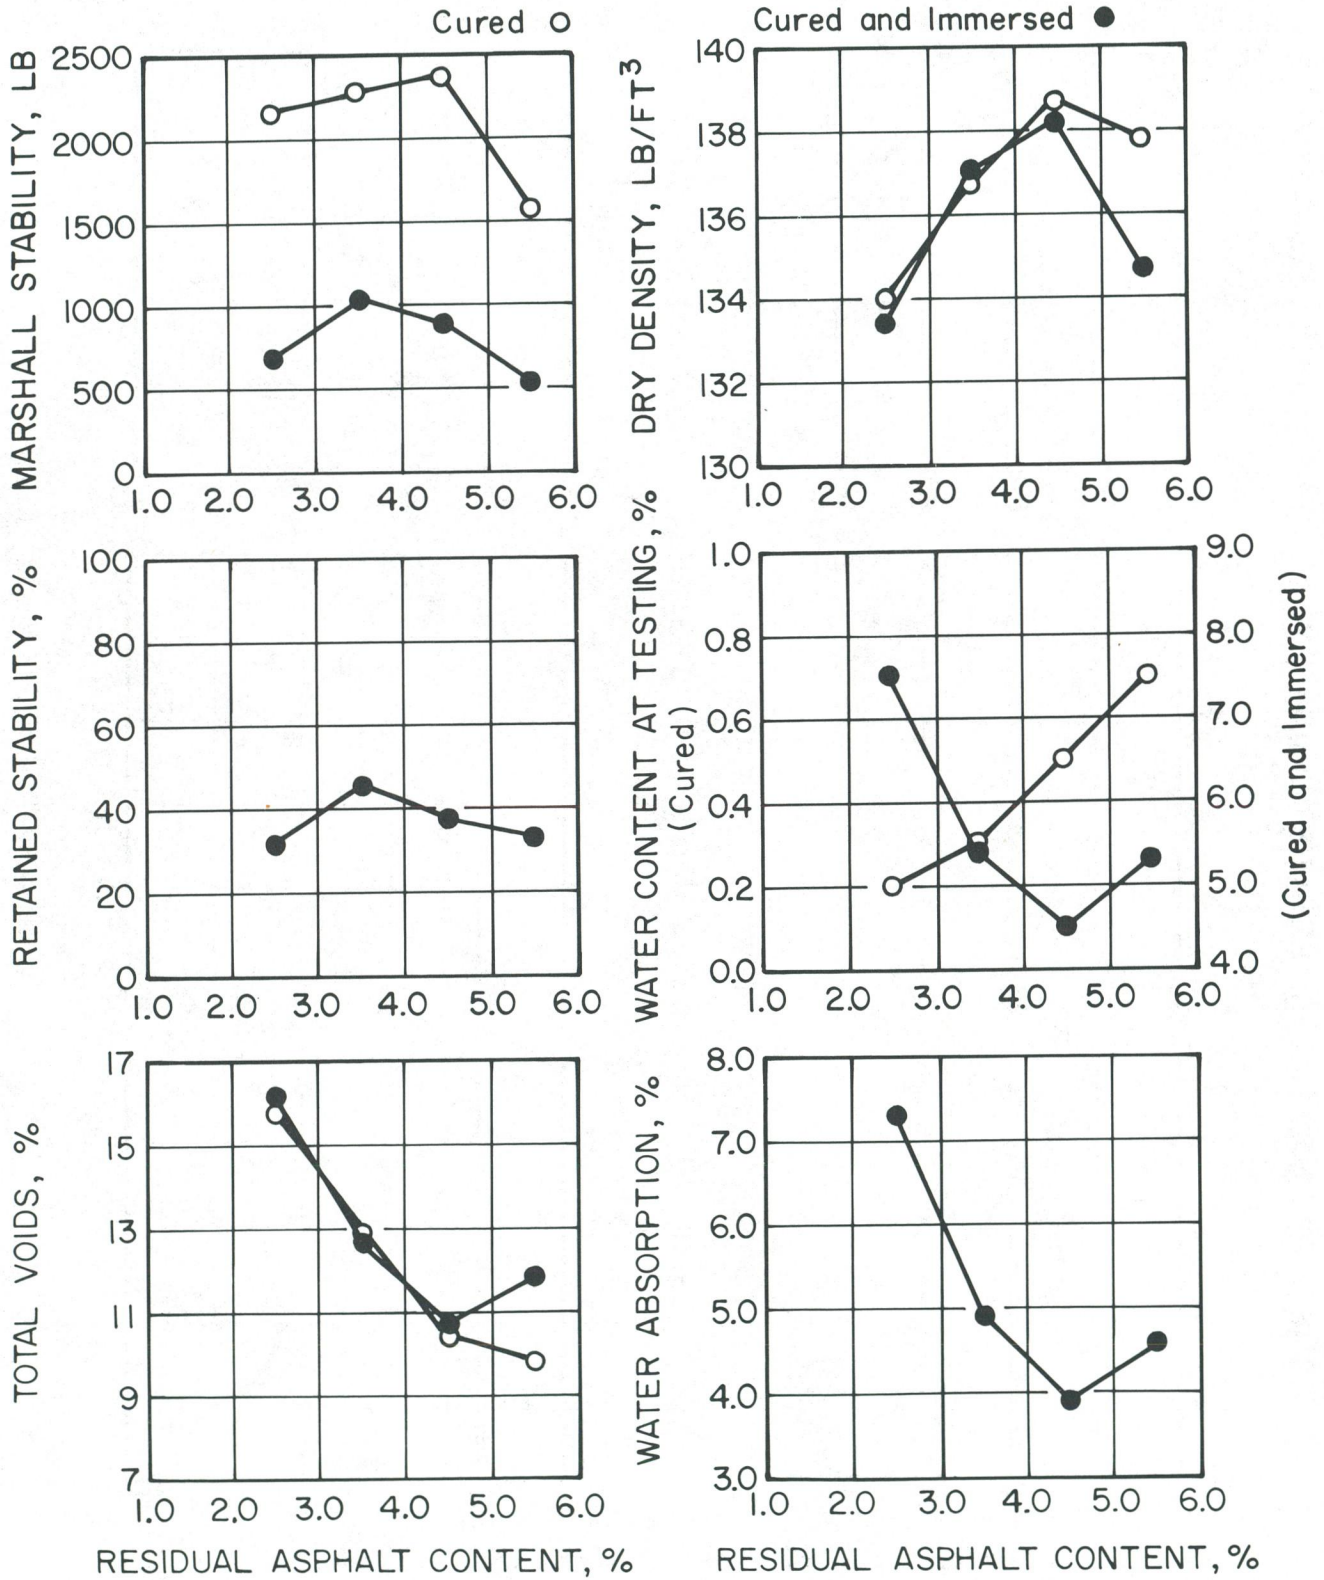 Cured ○
Cured and Immersed ●
MARSHALL STABILITY, LB
2500
2000
1500
1000
500
0
1.0 2.0 3.0 4.0 5.0 6.0
DRY DENSITY, LB/FT³
140
138
136
134
132
130
1.0 2.0 3.0 4.0 5.0 6.0
RETAINED STABILITY, %
100
80
60
40
20
0
1.0 2.0 3.0 4.0 5.0 6.0
WATER CONTENT AT TESTING, %
(Cured)
1.0
0.8
0.6
0.4
0.2
0.0
1.0 2.0 3.0 4.0 5.0 6.0
9.0
8.0
7.0
6.0
5.0
4.0
(Cured and Immersed)
TOTAL VOIDS, %
17
15
13
11
9
7
1.0 2.0 3.0 4.0 5.0 6.0
RESIDUAL ASPHALT CONTENT, %
WATER ABSORPTION, %
8.0
7.0
6.0
5.0
4.0
3.0
1.0 2.0 3.0 4.0 5.0 6.0
RESIDUAL ASPHALT CONTENT, %